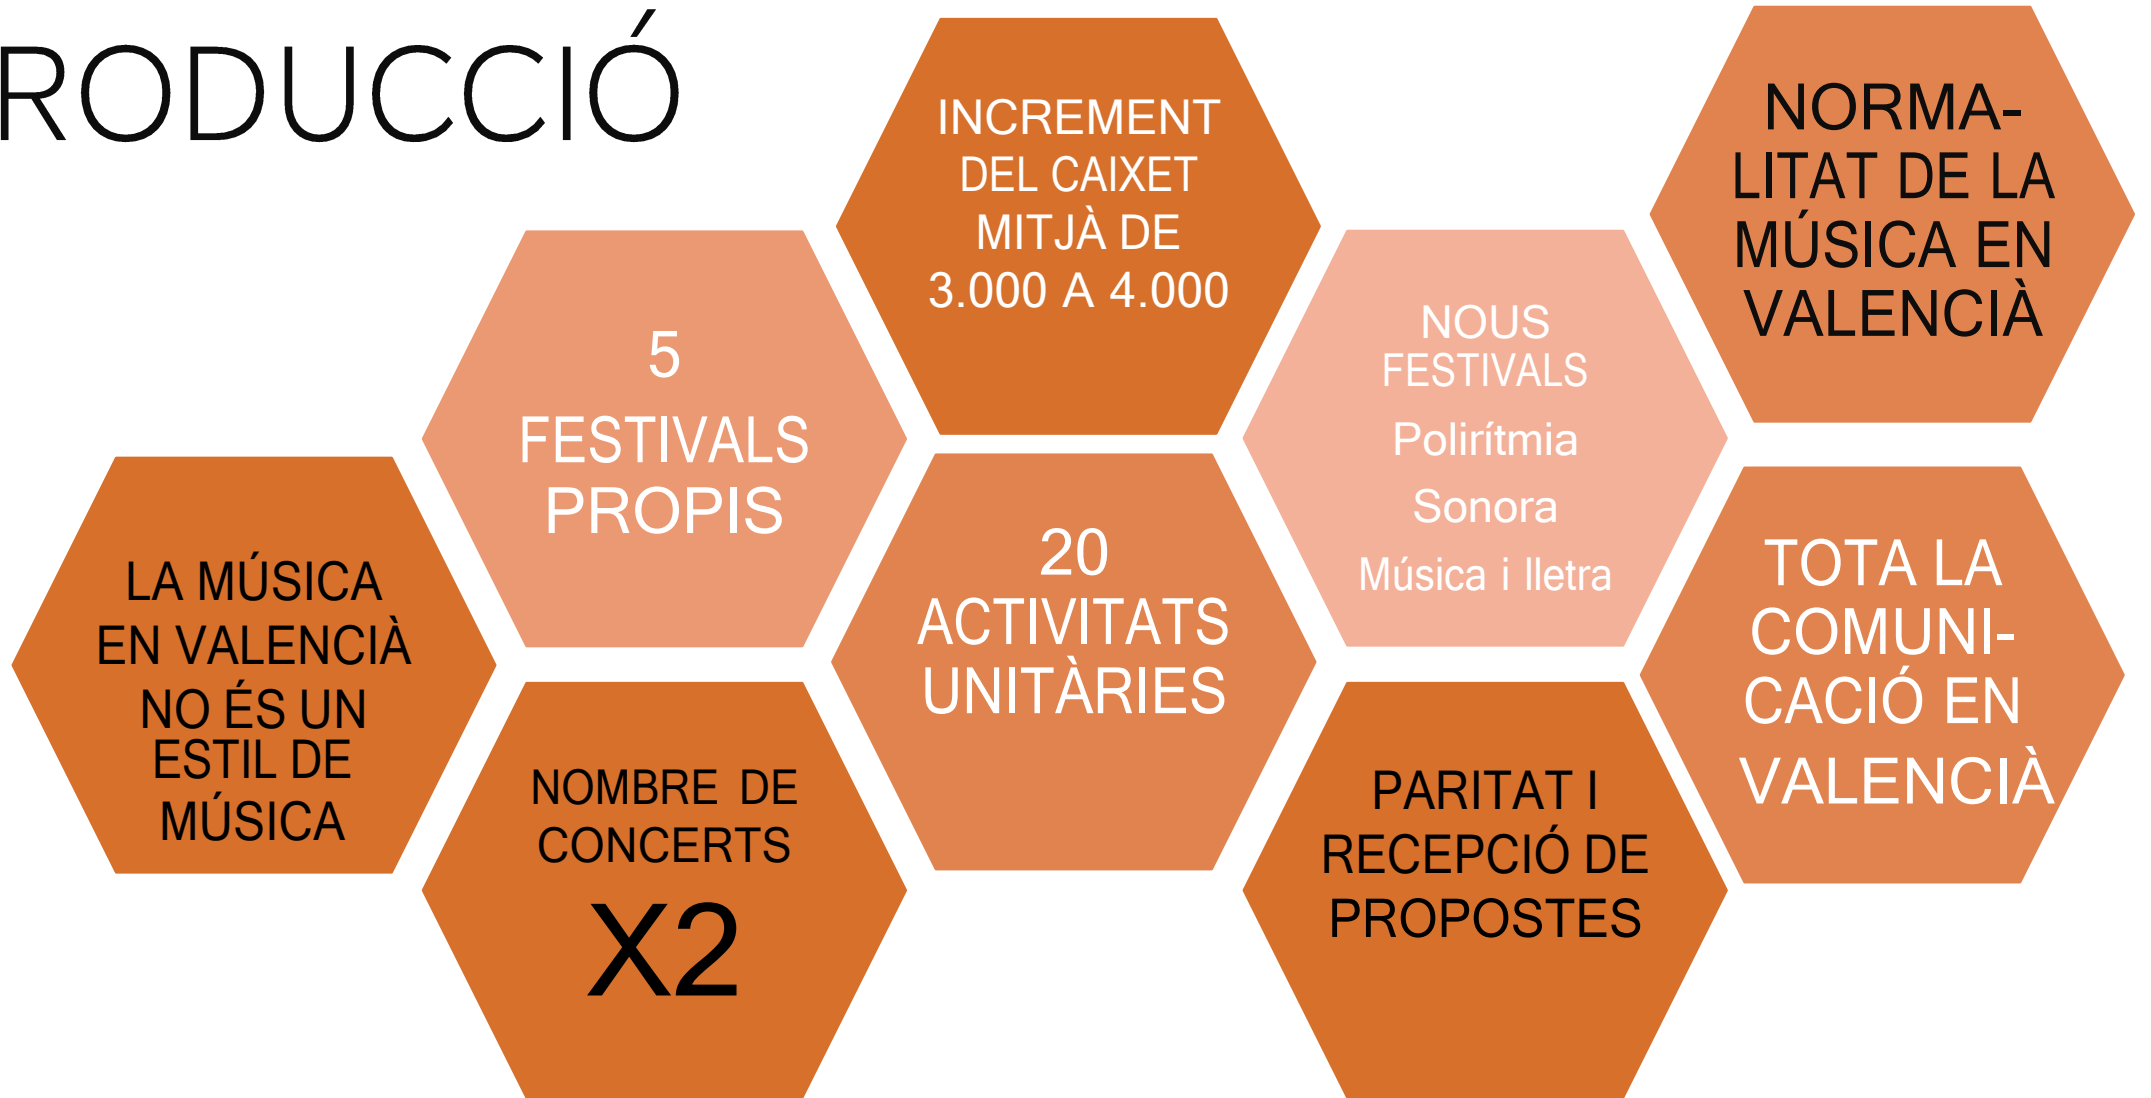 RODUCCIÓ
INCREMENT
DEL CAIXET
MITJÀ DE
3.000 A 4.000
NORMA-
LITAT DE LA
MÚSICA EN
VALENCIÀ
5
FESTIVALS
PROPIS
NOUS
FESTIVALS
Polirítmia
Sonora
Música i lletra
LA MÚSICA
EN VALENCIÀ
NO ÉS UN
ESTIL DE
MÚSICA
20
ACTIVITATS
UNITÀRIES
TOTA LA
COMUNI-
CACIÓ EN
VALENCIÀ
NOMBRE DE
CONCERTS
X2
PARITAT I
RECEPCIÓ DE
PROPOSTES